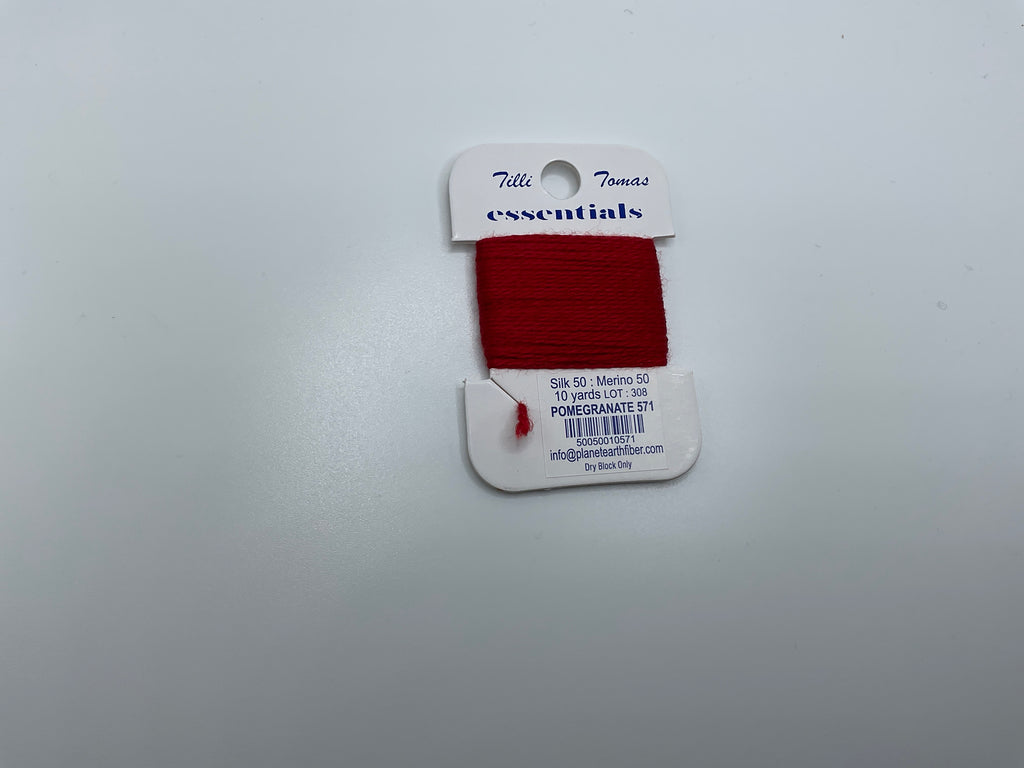 Tilli Tomas
essentials
Silk 50 : Merino 50
10 yards LOT : 308
POMEGRANATE 571
50050010571
info@planetearthfiber.com
Dry Block Only